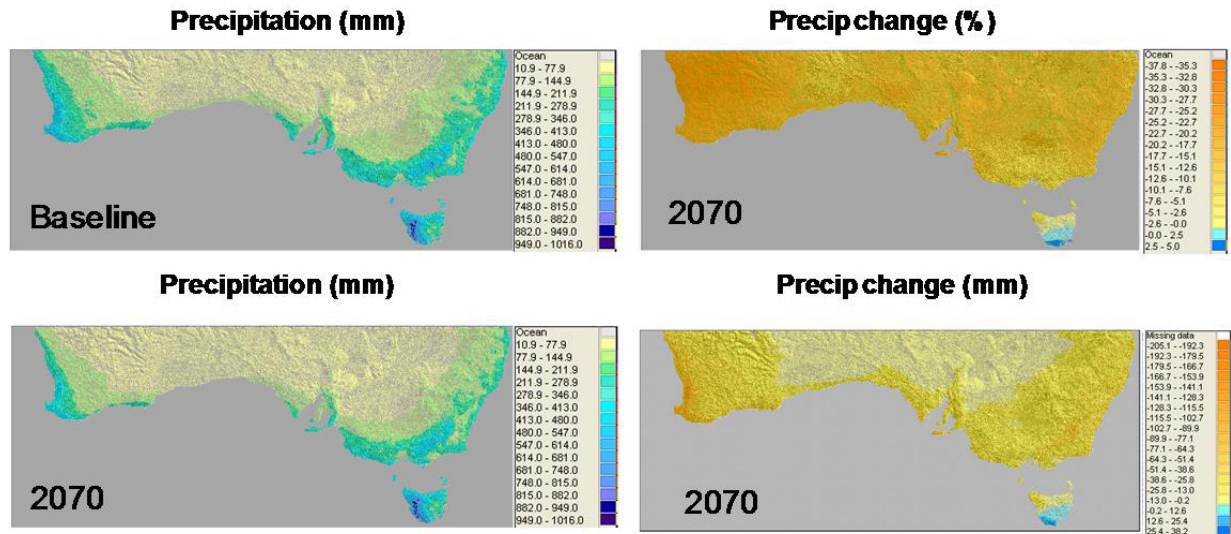 Precipitation (mm)
Ocean
10.9 - 77.9
77.9 - 144.9
144.9 - 211.9
211.9 - 278.9
278.9 - 346.0
346.0 - 413.0
413.0 - 480.0
480.0 - 547.0
547.0 - 614.0
614.0 - 681.0
681.0 - 748.0
748.0 - 815.0
815.0 - 882.0
882.0 - 949.0
949.0 - 1016.0
Baseline
Precip change (%)
Ocean
-37.8 - -35.3
-35.3 - -32.8
-32.8 - -30.3
-30.3 - -27.7
-27.7 - -25.2
-25.2 - -22.7
-22.7 - -20.2
-20.2 - -17.7
-17.7 - -15.1
-15.1 - -12.6
-12.6 - -10.1
-10.1 - -7.6
-7.6 - -5.1
-5.1 - -2.6
-2.6 - -0.0
-0.0 - 2.5
2.5 - 5.0
2070
Precipitation (mm)
Ocean
10.9 - 77.9
77.9 - 144.9
144.9 - 211.9
211.9 - 278.9
278.9 - 346.0
346.0 - 413.0
413.0 - 480.0
480.0 - 547.0
547.0 - 614.0
614.0 - 681.0
681.0 - 748.0
748.0 - 815.0
815.0 - 882.0
882.0 - 949.0
949.0 - 1016.0
2070
Precip change (mm)
Missing data
-205.1 - -192.3
-192.3 - -179.5
-179.5 - -166.7
-166.7 - -153.9
-153.9 - -141.1
-141.1 - -128.3
-128.3 - -115.5
-115.5 - -102.7
-102.7 - -89.9
-89.9 - -77.1
-77.1 - -64.3
-64.3 - -51.4
-51.4 - -38.6
-38.6 - -25.8
-25.8 - -13.0
-13.0 - -0.2
-0.2 - 12.6
12.6 - 25.4
25.4 - 38.2
2070